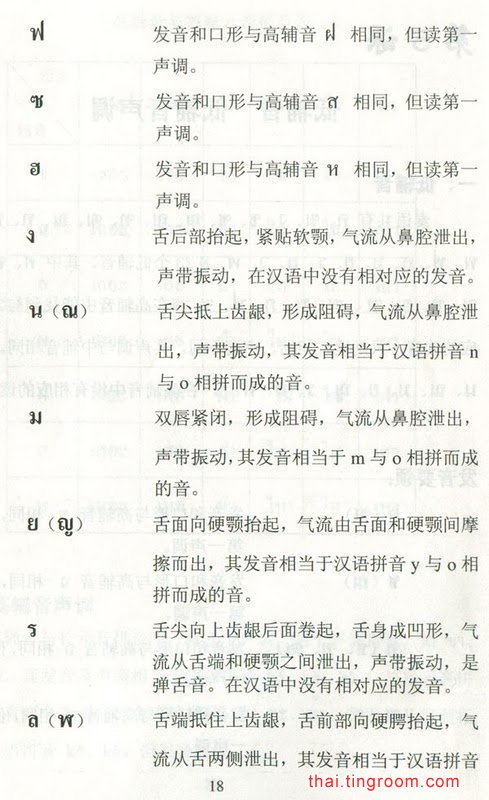 ฟ 发音和口形与高辅音 ฝ 相同，但读第一
声调。
ซ 发音和口形与高辅音 ส 相同，但读第一
声调。
ฮ 发音和口形与高辅音 ห 相同，但读第一
声调。
ง 舌后部抬起，紧贴软颚，气流从鼻腔泄出，
声带振动，在汉语中没有相对应的发音。
น（ณ） 舌尖抵上齿龈，形成阻碍，气流从鼻腔泄
出，声带振动，其发音相当于汉语拼音 n
与 o 相拼而成的音。
ม 双唇紧闭，形成阻碍，气流从鼻腔泄出，
声带振动，其发音相当于 m 与 o 相拼而成
的音。
ย（ญ） 舌面向硬颚抬起，气流由舌面和硬颚间摩
擦而出，其发音相当于汉语拼音 y 与 o 相
拼而成的音。
ร 舌尖向上齿龈后面卷起，舌身成凹形，气
流从舌端和硬颚之间泄出，声带振动，是
弹舌音。在汉语中没有相对应的发音。
ล（ฬ） 舌端抵住上齿龈，舌前部向硬腭抬起，气
流从舌两侧泄出，其发音相当于汉语拼音
18
thai.tingroom.com